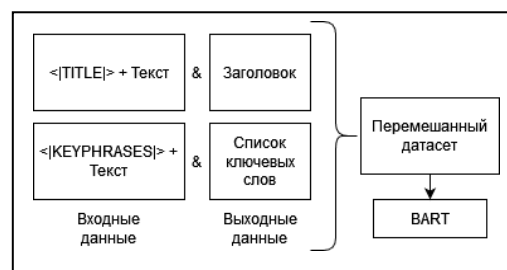 <|TITLE|> + Текст
&
Заголовок
<|KEYPHRASES|> +
Текст
&
Список
ключевых
слов
Входные
данные
Выходные
данные
Перемешанный
датасет
BART